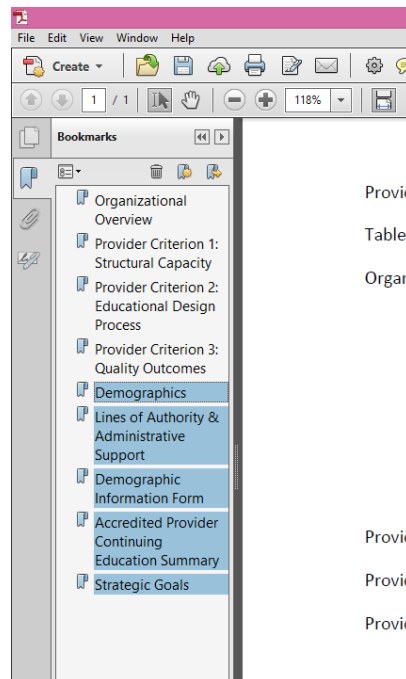 File Edit View Window Help
Create
1 / 1 118%
Bookmarks
Organizational
Overview
Provider Criterion 1:
Structural Capacity
Provider Criterion 2:
Educational Design
Process
Provider Criterion 3:
Quality Outcomes
Demographics
Lines of Authority &
Administrative
Support
Demographic
Information Form
Accredited Provider
Continuing
Education Summary
Strategic Goals
Table